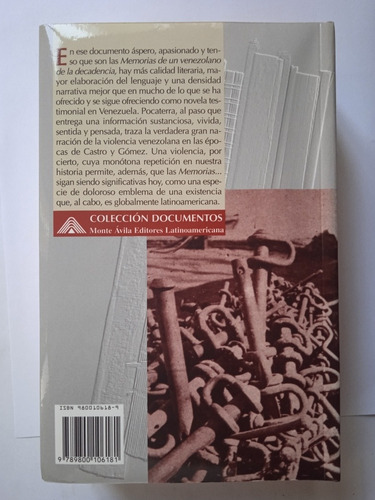 En ese documento áspero, apasionado y ten-
so que son las Memorias de un venezolano
de la decadencia, hay más calidad literaria, ma-
yor elaboración del lenguaje y una densidad
narrativa mejor que en mucho de lo que se ha
ofrecido y se sigue ofreciendo como novela tes-
timonial en Venezuela. Pocaterra, al paso que
entrega una información sustanciosa, vívida,
sentida y pensada, traza la verdadera gran na-
rración de la violencia venezolana en las épo-
cas de Castro y Gómez. Una violencia, por
cierto, cuya monótona repetición en nuestra
historia permite, además, que las Memorias...
sigan siendo significativas hoy, como una espe-
cie de doloroso emblema de una existencia
que, al cabo, es globalmente latinoamericana.
COLECCIÓN DOCUMENTOS
Monte Ávila Editores Latinoamericana
ISBN 980010618-9
9 789800 106181